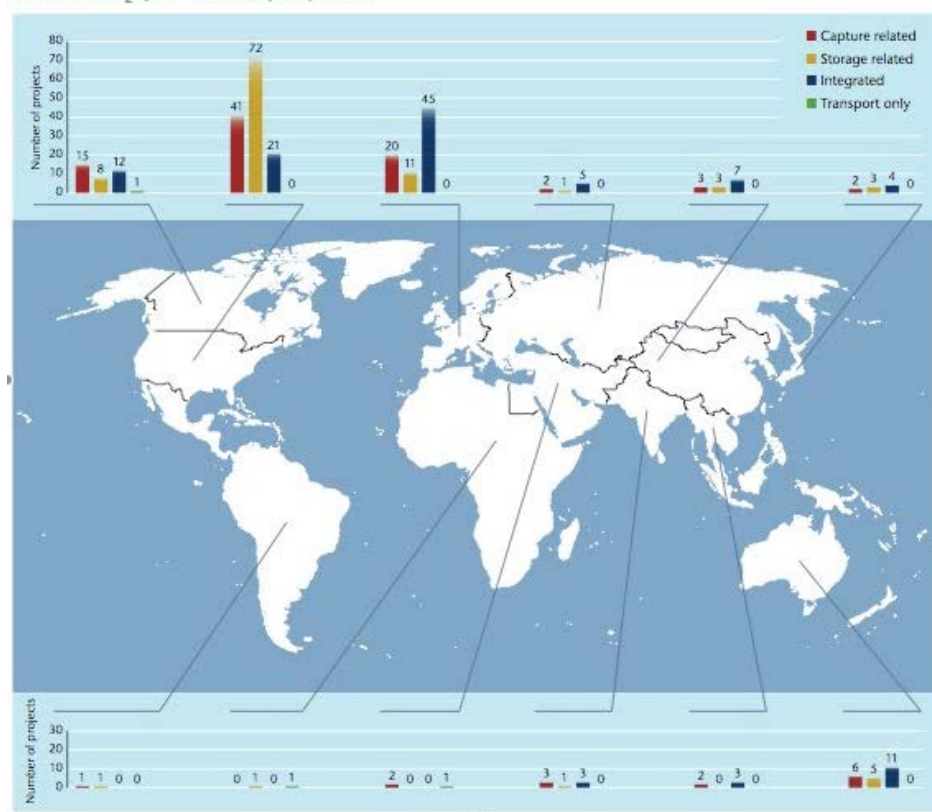 Capture related
Storage related
Integrated
Transport only
Number of projects
80
70
60
50
40
30
20
10
0
15 8 12 1
41 72 21 0
20 11 45 0
2 1 5 0
3 3 7 0
2 3 4 0
Number of projects
30
20
10
0
1 1 0 0
0 1 0 1
2 0 0 1
3 1 3 0
2 0 3 0
6 5 11 0